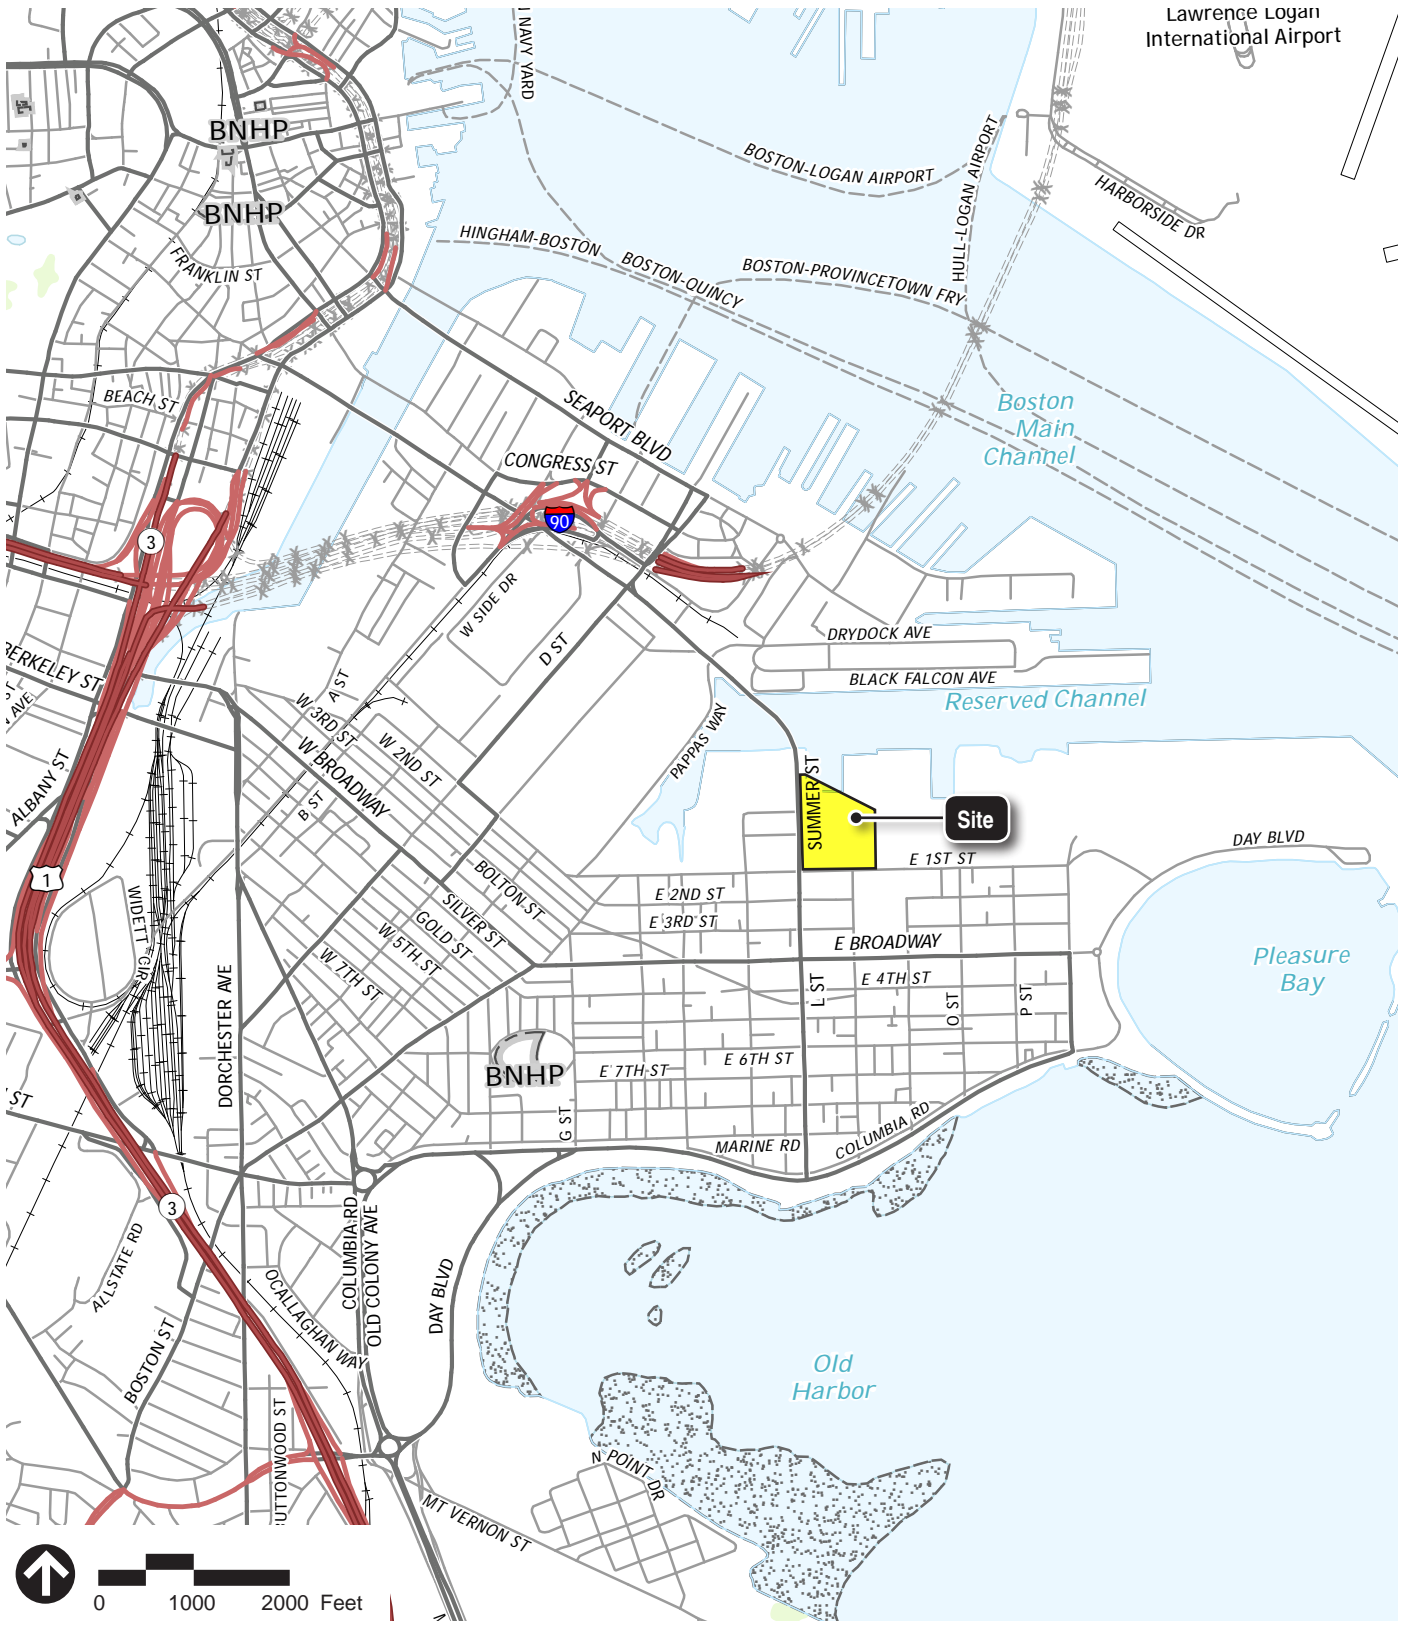 Lawrence Logan
International Airport
NAVY YARD
BNHP
BNHP
BOSTON-LOGAN AIRPORT
HULL-LOGAN AIRPORT
HARBORSIDE DR
FRANKLIN ST
HINGHAM-BOSTON
BOSTON-QUINCY
BOSTON-PROVINCETOWN FRY
BEACH ST
SEAPORT BLVD
Boston
Main
Channel
CONGRESS ST
90
3
W SIDE DR
D ST
DRYDOCK AVE
BLACK FALCON AVE
Reserved Channel
BERKELEY ST
ST
AVE
A ST
W 3RD ST
W 2ND ST
W BROADWAY
B ST
PAPPAS WAY
ALBANY ST
SUMMER ST
Site
DAY BLVD
E 1ST ST
1
WIDETT CIR
BOLTON ST
SILVER ST
GOLD ST
W 5TH ST
W 7TH ST
E 2ND ST
E 3RD ST
E BROADWAY
E 4TH ST
L ST
O ST
P ST
Pleasure
Bay
DORCHESTER AVE
BNHP
E 6TH ST
E 7TH ST
G ST
ST
MARINE RD
COLUMBIA RD
3
ALLSTATE RD
COLUMBIA RD
OLD COLONY AVE
DAY BLVD
OCALLAGHAN WAY
BOSTON ST
Old
Harbor
BUTTONWOOD ST
N POINT DR
MT VERNON ST
0 1000 2000 Feet